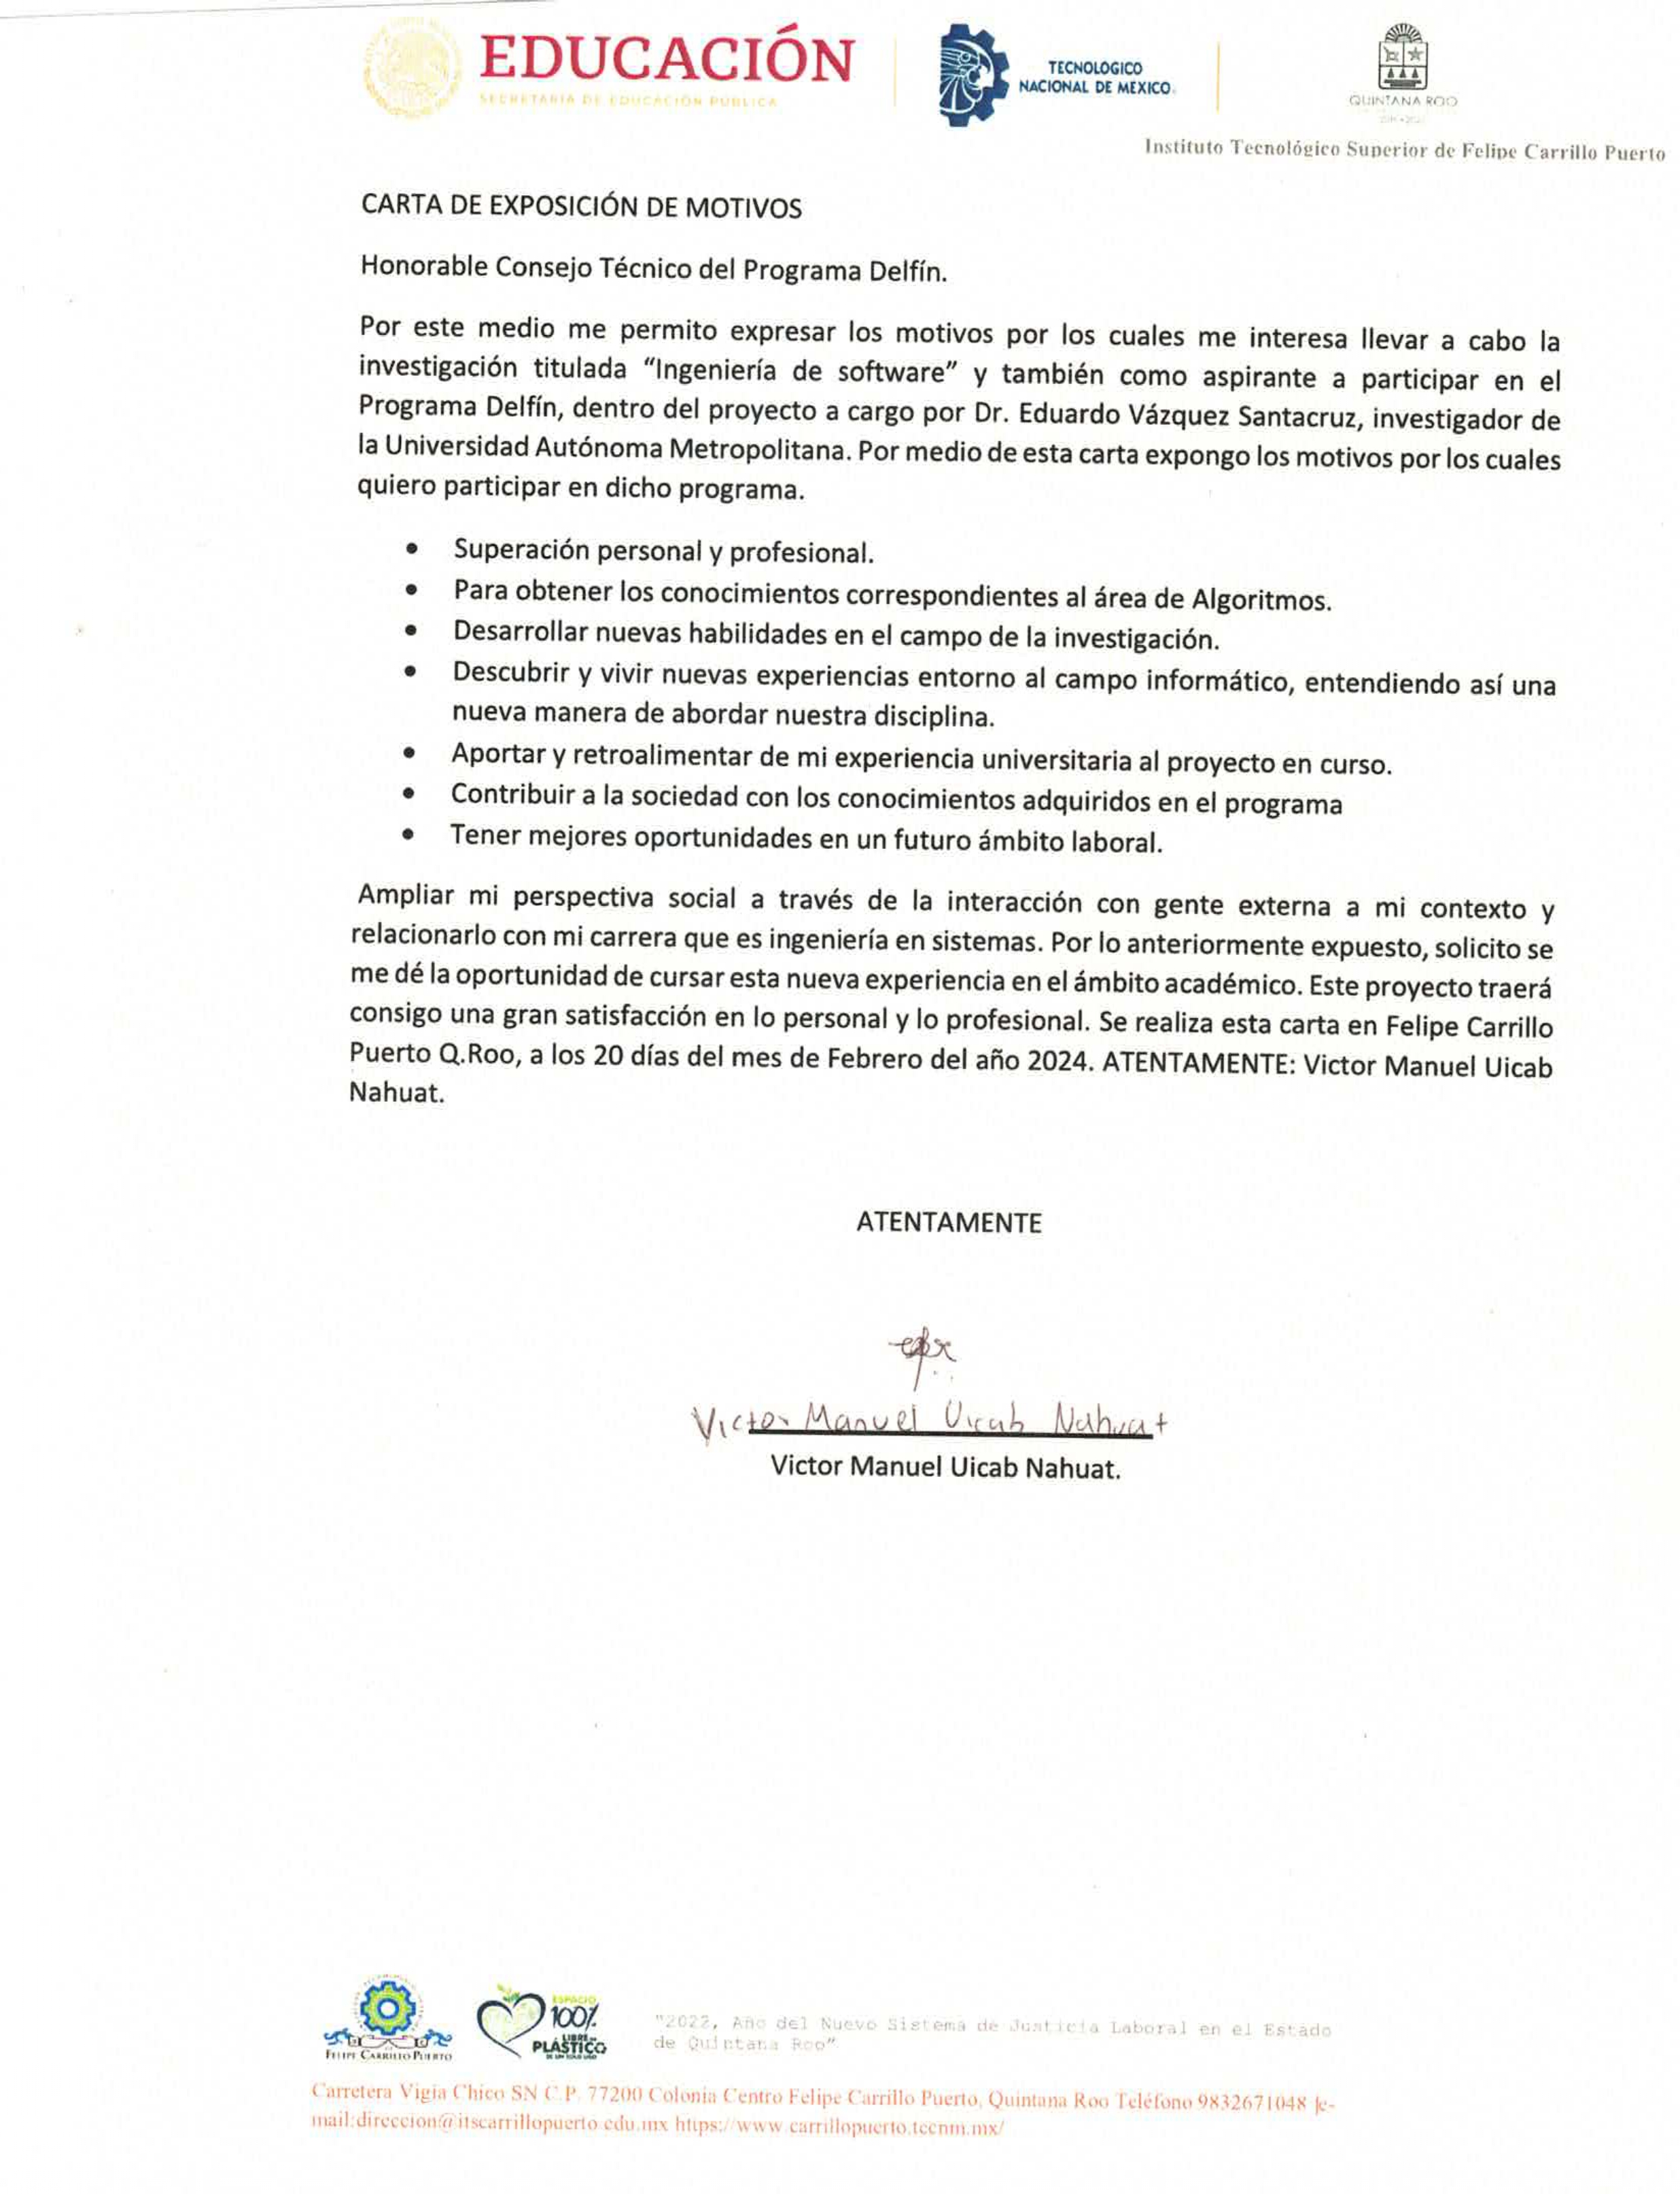 EDUCACIÓN
SECRETARÍA DE EDUCACIÓN PÚBLICA
TECNOLOGICO
NACIONAL DE MEXICO
QUINTANA ROO
Instituto Tecnológico Superior de Felipe Carrillo Puerto
CARTA DE EXPOSICIÓN DE MOTIVOS
Honorable Consejo Técnico del Programa Delfín.
Por este medio me permito expresar los motivos por los cuales me interesa llevar a cabo la
investigación titulada “Ingeniería de software” y también como aspirante a participar en el
Programa Delfín, dentro del proyecto a cargo por Dr. Eduardo Vázquez Santacruz, investigador de
la Universidad Autónoma Metropolitana. Por medio de esta carta expongo los motivos por los cuales
quiero participar en dicho programa.
• Superación personal y profesional.
• Para obtener los conocimientos correspondientes al área de Algoritmos.
• Desarrollar nuevas habilidades en el campo de la investigación.
• Descubrir y vivir nuevas experiencias entorno al campo informático, entendiendo así una
nueva manera de abordar nuestra disciplina.
• Aportar y retroalimentar de mi experiencia universitaria al proyecto en curso.
• Contribuir a la sociedad con los conocimientos adquiridos en el programa
• Tener mejores oportunidades en un futuro ámbito laboral.
Ampliar mi perspectiva social a través de la interacción con gente externa a mi contexto y
relacionarlo con mi carrera que es ingeniería en sistemas. Por lo anteriormente expuesto, solicito se
me dé la oportunidad de cursar esta nueva experiencia en el ámbito académico. Este proyecto traerá
consigo una gran satisfacción en lo personal y lo profesional. Se realiza esta carta en Felipe Carrillo
Puerto Q.Roo, a los 20 días del mes de Febrero del año 2024. ATENTAMENTE: Victor Manuel Uicab
Nahuat.
ATENTAMENTE
Victor Manuel Uicab Nahuat
Victor Manuel Uicab Nahuat.
FELIPE CARRILLO PUERTO
ESPACIO
100%
LIBRE DE
PLÁSTICO
DE UN SOLO USO
"2022, Año del Nuevo Sistema de Justicia Laboral en el Estado
de Quintana Roo"
Carretera Vigia Chico SN C.P. 77200 Colonia Centro Felipe Carrillo Puerto, Quintana Roo Teléfono 9832671048 |e-
mail:direccion@itscarrillopuerto.edu.mx https://www.carrillopuerto.tecnm.mx/